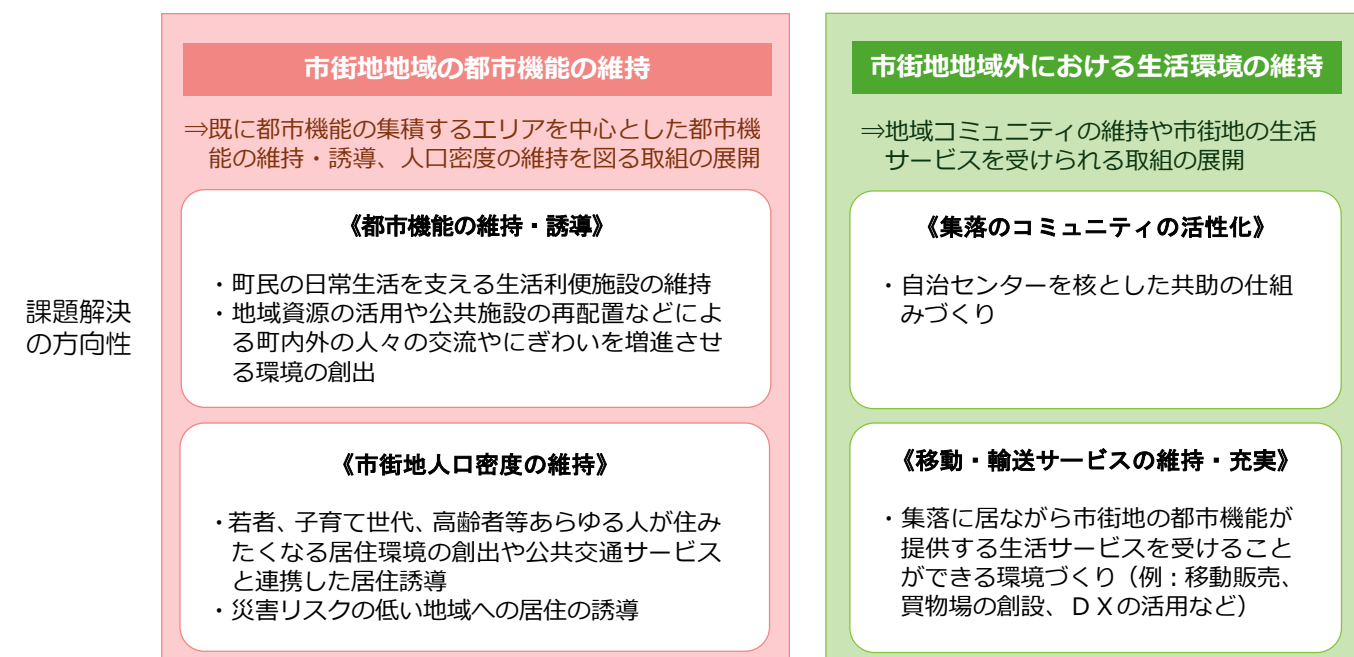 課題解決
の方向性
市街地地域の都市機能の維持
⇒既に都市機能の集積するエリアを中心とした都市機
能の維持・誘導、人口密度の維持を図る取組の展開
《都市機能の維持・誘導》
・町民の日常生活を支える生活利便施設の維持
・地域資源の活用や公共施設の再配置などによ
る町内外の人々の交流やにぎわいを増進させ
る環境の創出
《市街地人口密度の維持》
・若者、子育て世代、高齢者等あらゆる人が住み
たくなる居住環境の創出や公共交通サービス
と連携した居住誘導
・災害リスクの低い地域への居住の誘導
市街地地域外における生活環境の維持
⇒地域コミュニティの維持や市街地の生活
サービスを受けられる取組の展開
《集落のコミュニティの活性化》
・自治センターを核とした共助の仕組
みづくり
《移動・輸送サービスの維持・充実》
・集落に居ながら市街地の都市機能が
提供する生活サービスを受けること
ができる環境づくり（例：移動販売、
買物場の創設、ＤＸの活用など）